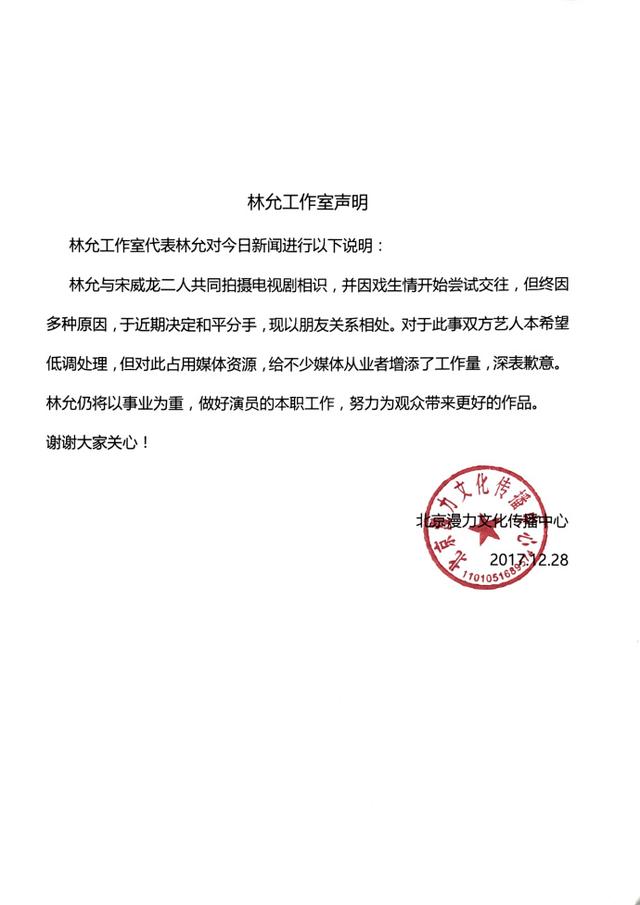 林允工作室声明
林允工作室代表林允对今日新闻进行以下说明：
林允与宋威龙二人共同拍摄电视剧相识，并因戏生情开始尝试交往，但终因
多种原因，于近期决定和平分手，现以朋友关系相处。对于此事双方艺人本希望
低调处理，但对此占用媒体资源，给不少媒体从业者增添了工作量，深表歉意。
林允仍将以事业为重，做好演员的本职工作，努力为观众带来更好的作品。
谢谢大家关心！
北京漫力文化传播中心
北京漫力文化传播中心
2017.12.28